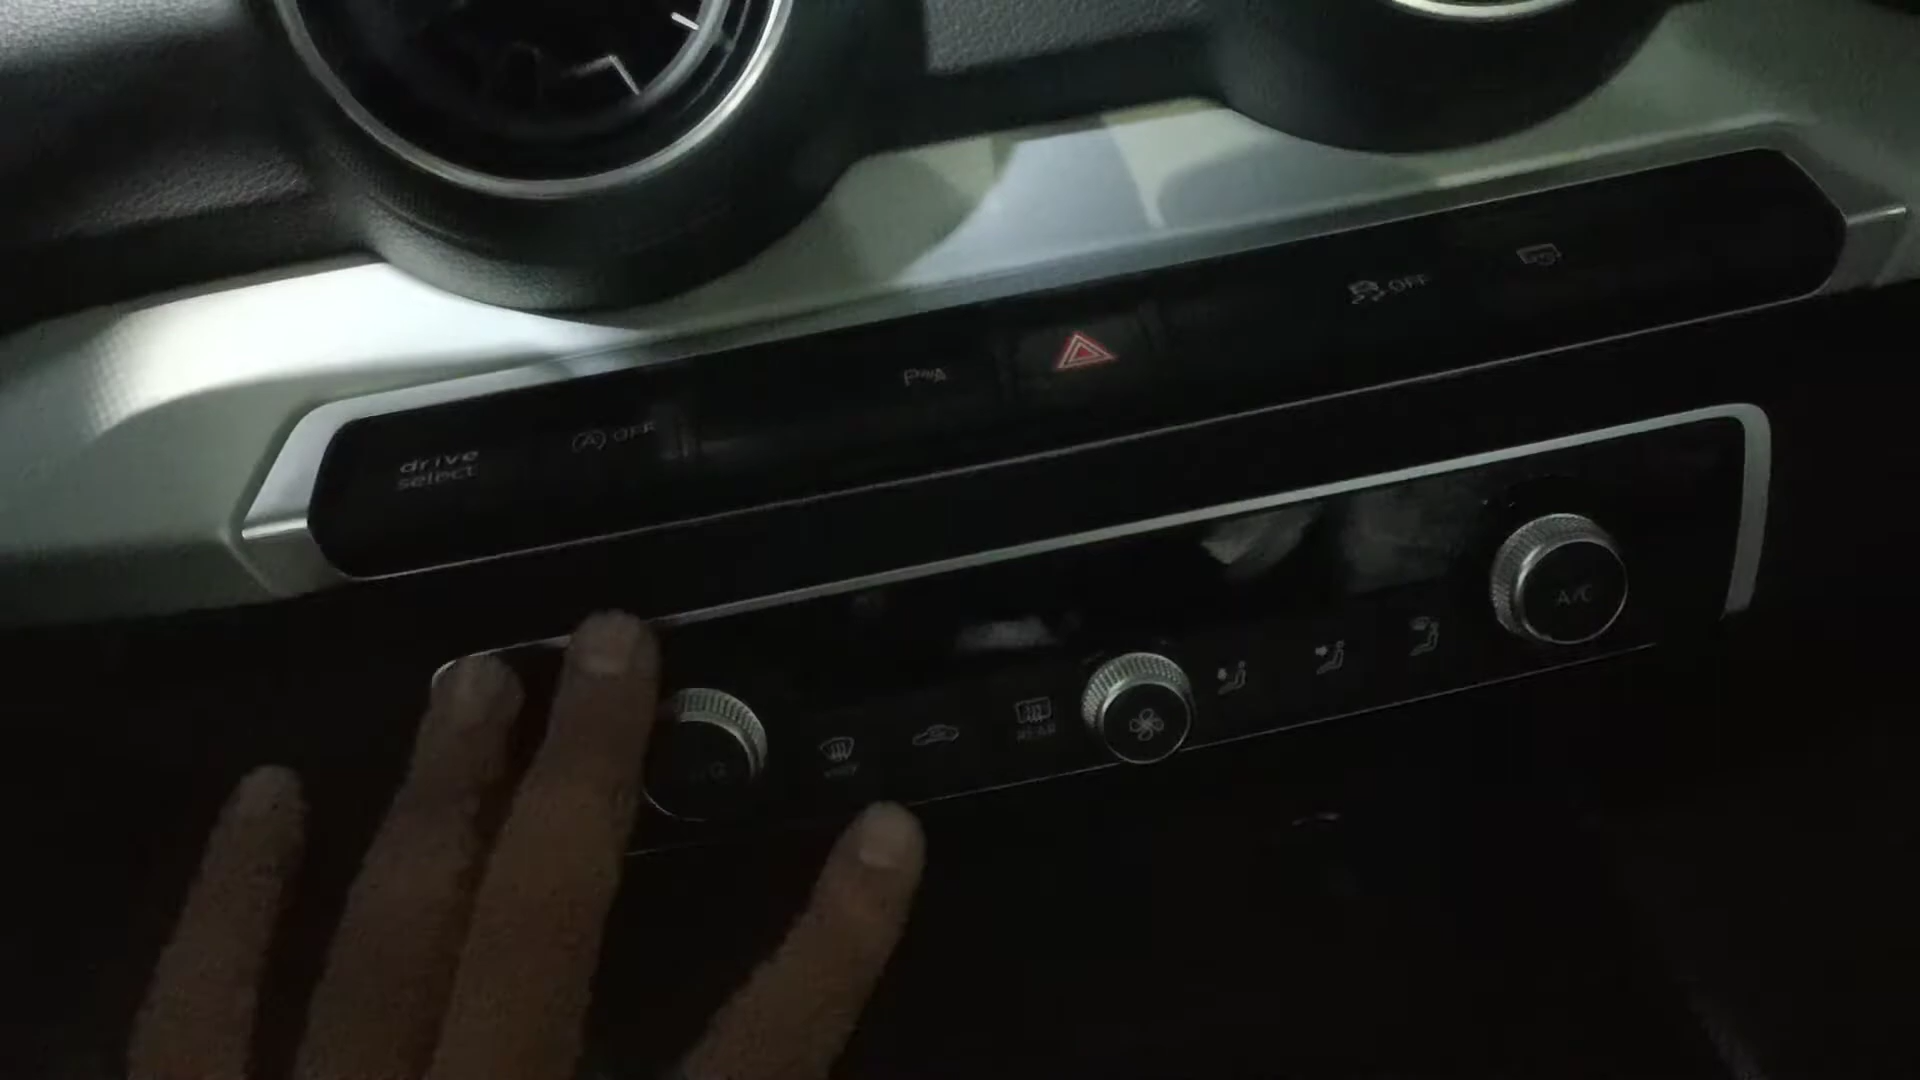 OFF
P
A OFF
drive
select
A/C
REAR